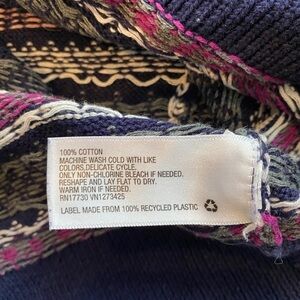 100% COTTON
MACHINE WASH COLD WITH LIKE
COLORS,DELICATE CYCLE.
ONLY NON-CHLORINE BLEACH IF NEEDED.
RESHAPE AND LAY FLAT TO DRY.
WARM IRON IF NEEDED.
RN17730 VN1273425
LABEL MADE FROM 100% RECYCLED PLASTIC